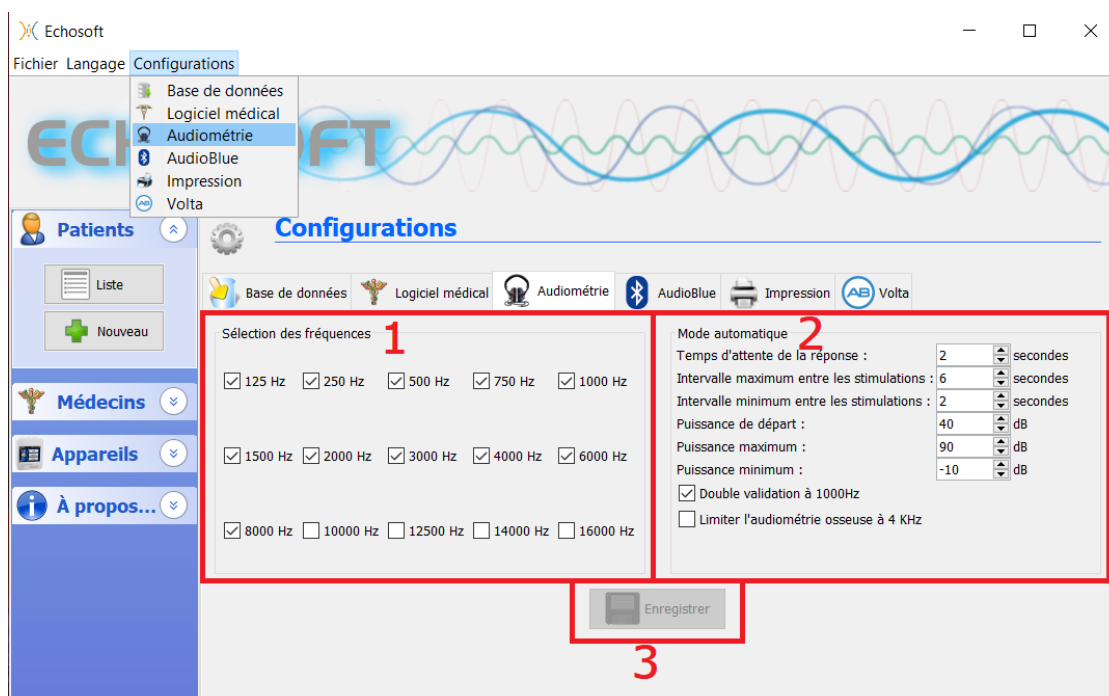 Echosoft
Fichier Langage Configurations
Base de données
Logiciel médical
Audiométrie
AudioBlue
Impression
Volta
Patients
Liste
Nouveau
Médecins
Appareils
À propos...
Configurations
Base de données Logiciel médical Audiométrie AudioBlue Impression AB Volta
Sélection des fréquences 1
125 Hz 250 Hz 500 Hz 750 Hz 1000 Hz
1500 Hz 2000 Hz 3000 Hz 4000 Hz 6000 Hz
8000 Hz 10000 Hz 12500 Hz 14000 Hz 16000 Hz
Mode automatique 2
Temps d'attente de la réponse : 2 secondes
Intervalle maximum entre les stimulations : 6 secondes
Intervalle minimum entre les stimulations : 2 secondes
Puissance de départ : 40 dB
Puissance maximum : 90 dB
Puissance minimum : -10 dB
Double validation à 1000Hz
Limiter l'audiométrie osseuse à 4 KHz
Enregistrer
3